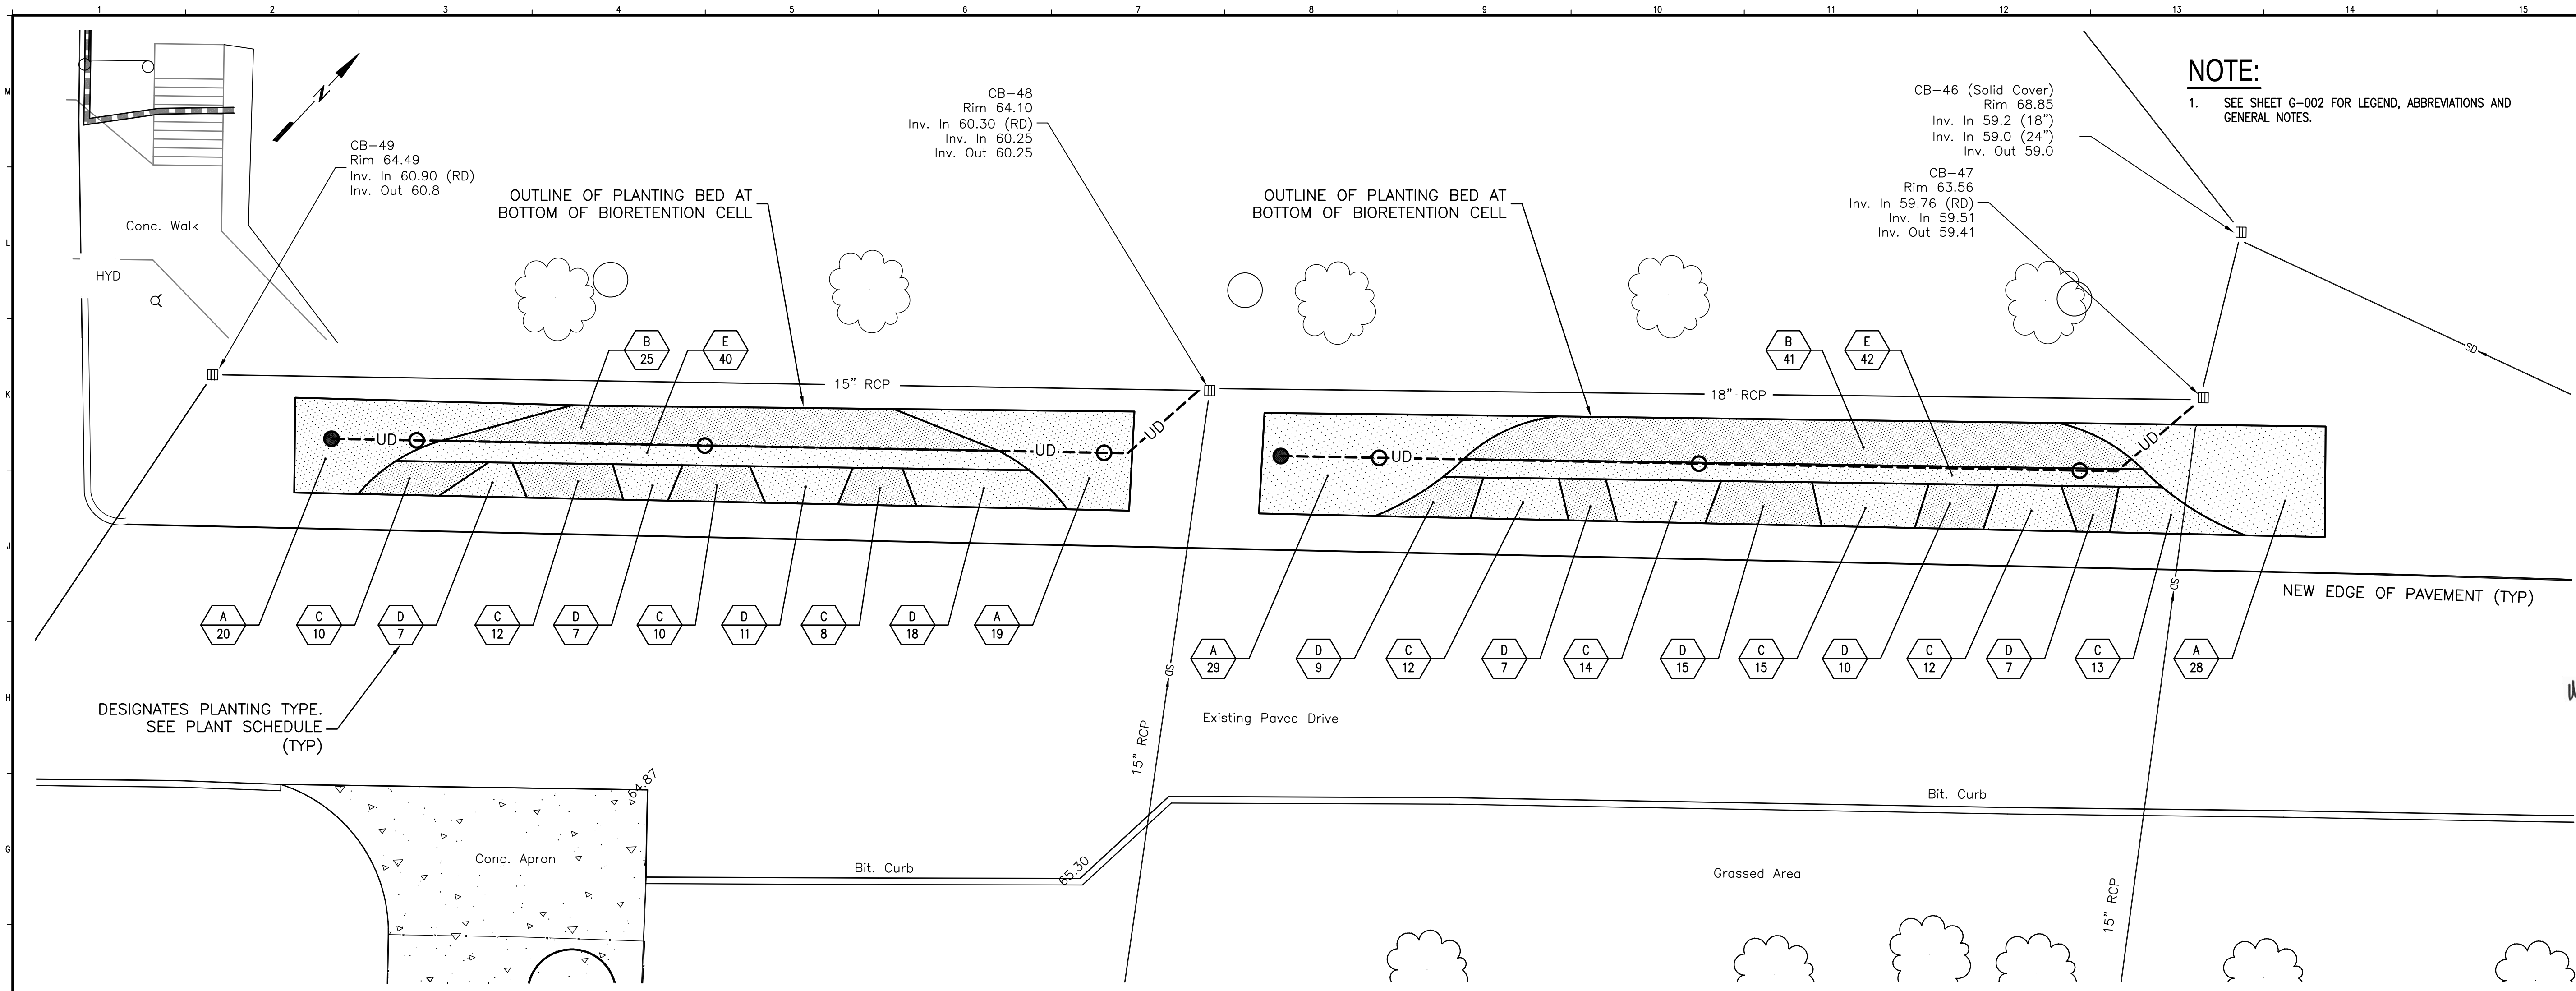 1 2 3 4 5 6 7 8 9 10 11 12 13 14 15
M
L
K
J
H
G
N
NOTE:
1. SEE SHEET G-002 FOR LEGEND, ABBREVIATIONS AND
GENERAL NOTES.
CB-49
Rim 64.49
Inv. In 60.90 (RD)
Inv. Out 60.8
CB-48
Rim 64.10
Inv. In 60.30 (RD)
Inv. In 60.25
Inv. Out 60.25
CB-46 (Solid Cover)
Rim 68.85
Inv. In 59.2 (18")
Inv. In 59.0 (24")
Inv. Out 59.0
CB-47
Rim 63.56
Inv. In 59.76 (RD)
Inv. In 59.51
Inv. Out 59.41
OUTLINE OF PLANTING BED AT
BOTTOM OF BIORETENTION CELL
OUTLINE OF PLANTING BED AT
BOTTOM OF BIORETENTION CELL
Conc. Walk
HYD
B
25
E
40
B
41
E
42
15" RCP
18" RCP
SD
UD
UD
UD
UD
UD
A
20
C
10
D
7
C
12
D
7
C
10
D
11
C
8
D
18
A
19
A
29
D
9
C
12
D
7
C
14
D
15
C
15
D
10
C
12
D
7
C
13
A
28
SD
SD
NEW EDGE OF PAVEMENT (TYP)
DESIGNATES PLANTING TYPE.
SEE PLANT SCHEDULE
(TYP)
Existing Paved Drive
15" RCP
64.87
Bit. Curb
Conc. Apron
Bit. Curb
65.30
Grassed Area
15" RCP